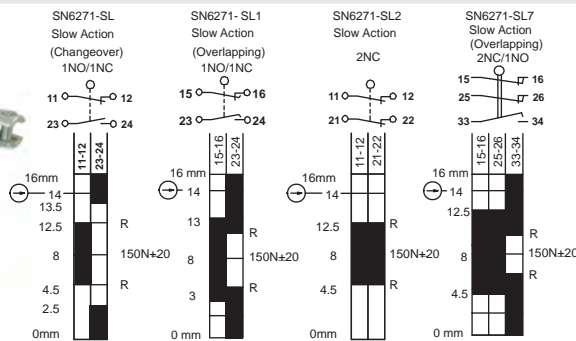 SN6271-SL
Slow Action
(Changeover)
1NO/1NC
11 12
23 24
11-12 23-24
16mm
14
13.5
12.5 R
8 150N±20
4.5 R
2.5
0mm
SN6271- SL1
Slow Action
(Overlapping)
1NO/1NC
15 16
23 24
15-16 23-24
16 mm
14
13
R
8 150N±20
R
3
0 mm
SN6271-SL2
Slow Action
2NC
11 12
21 22
11-12 21-22
16mm
14
12.5 R
8 150N±20
4.5 R
0mm
SN6271-SL7
Slow Action
(Overlapping)
2NC/1NO
15 16
25 26
33 34
15-16 25-26 33-34
16 mm
14
12.5
R
8 150N±20
R
4.5
0 mm